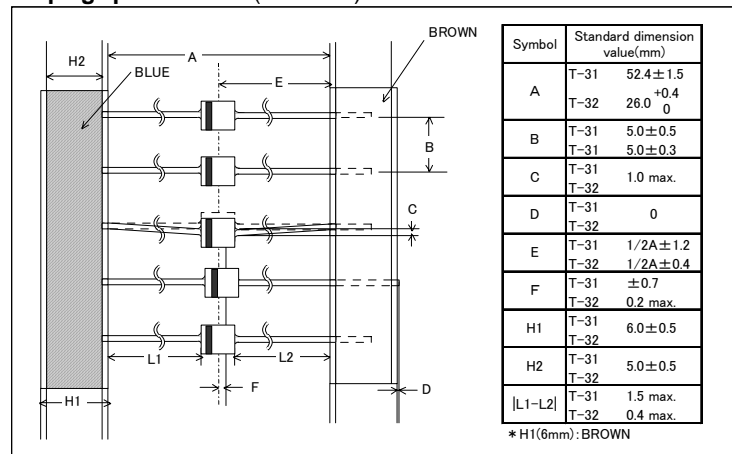 BROWN
A
H2
BLUE
E
B
C
L1
L2
F
D
H1
Symbol Standard dimension value(mm)
A T-31 52.4±1.5
T-32 26.0 +0.4 0
B T-31 5.0±0.5
T-31 5.0±0.3
C T-31 T-32 1.0 max.
D T-31 T-32 0
E T-31 1/2A±1.2
T-32 1/2A±0.4
F T-31 ±0.7
T-32 0.2 max.
H1 T-31 T-32 6.0±0.5
H2 T-31 T-32 5.0±0.5
|L1-L2| T-31 1.5 max.
T-32 0.4 max.
*H1(6mm):BROWN